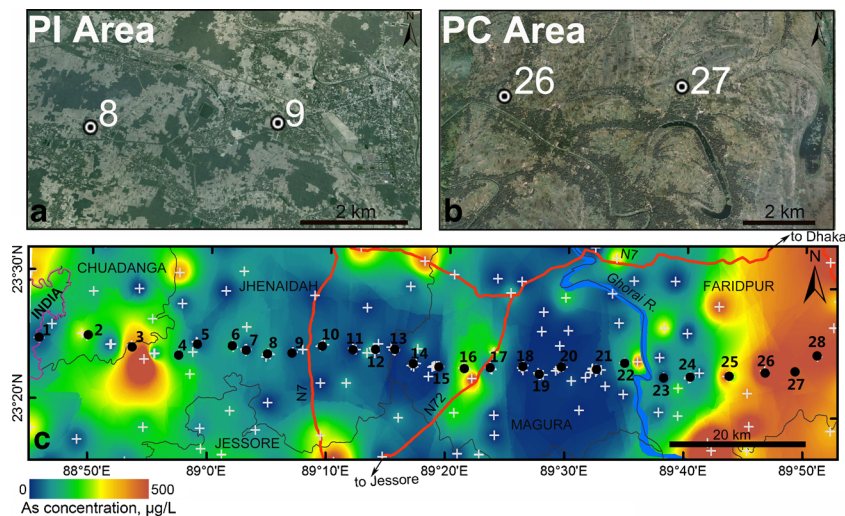 PI Area
N
8
9
2 km
a
PC Area
N
26
27
2 km
b
to Dhaka
23°30'N
23°20'N
CHUADANGA
JHENAIDAH
N7
Ghorai R.
FARIDPUR
N
INDIA
1
2
3
4
5
6
7
8
9
10
11
12
13
14
15
16
17
18
19
20
21
22
23
24
25
26
27
28
N7
N72
MAGURA
JESSORE
c
20 km
88°50'E
89°0'E
89°10'E
89°20'E
89°30'E
89°40'E
89°50'E
to Jessore
0
500
As concentration, µg/L